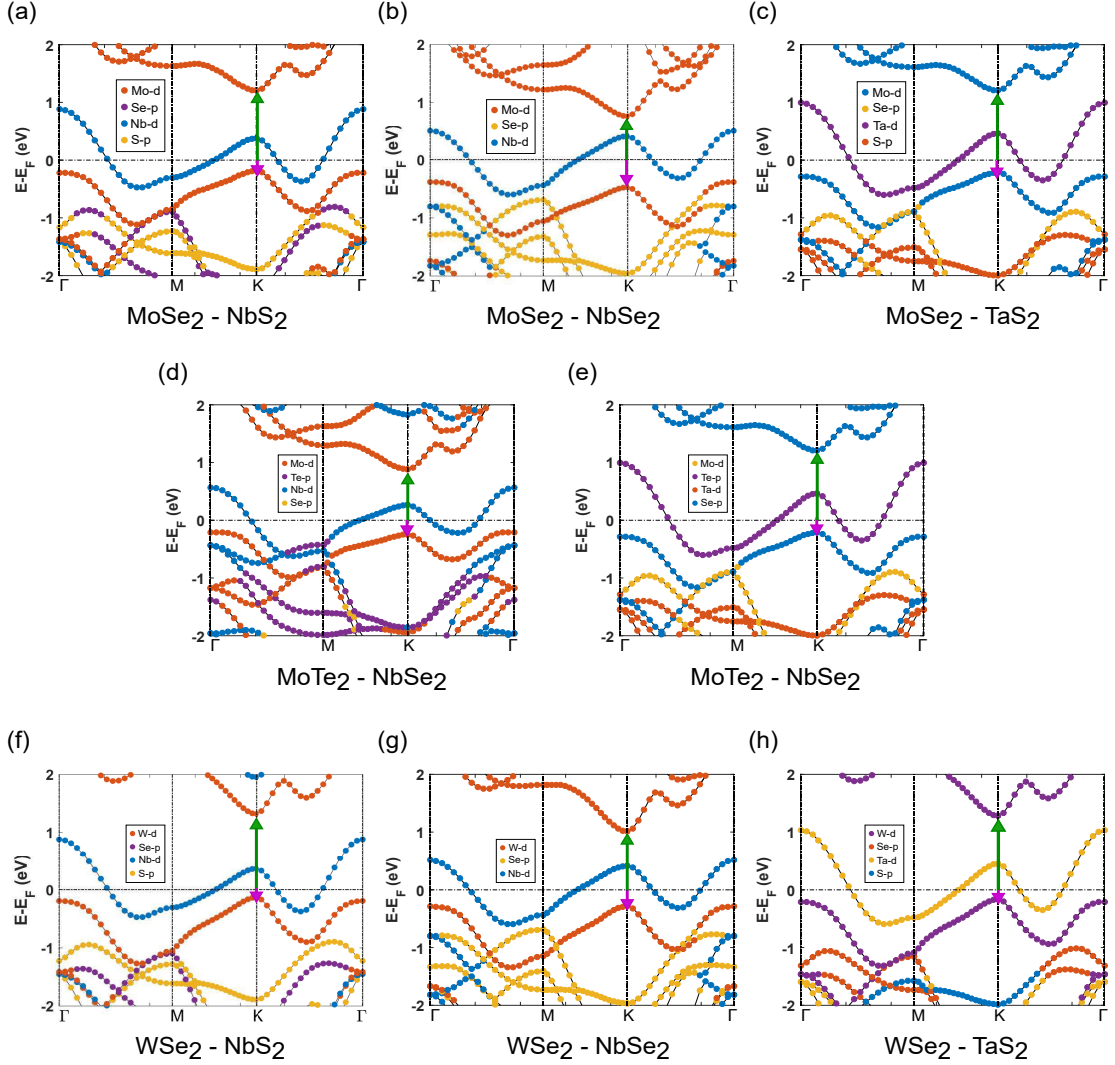 (a)
(b)
(c)
E-E_F (eV)
2
1
0
-1
-2
Mo-d
Se-p
Nb-d
S-p
Γ
M
K
Γ
MoSe2 - NbS2
E-E_F (eV)
2
1
0
-1
-2
Mo-d
Se-p
Nb-d
Γ
M
K
Γ
MoSe2 - NbSe2
E-E_F (eV)
2
1
0
-1
-2
Mo-d
Se-p
Ta-d
S-p
Γ
M
K
Γ
MoSe2 - TaS2
(d)
(e)
E-E_F (eV)
2
1
0
-1
-2
Mo-d
Te-p
Nb-d
Se-p
Γ
M
K
Γ
MoTe2 - NbSe2
E-E_F (eV)
2
1
0
-1
-2
Mo-d
Te-p
Ta-d
Se-p
Γ
M
K
Γ
MoTe2 - NbSe2
(f)
(g)
(h)
E-E_F (eV)
2
1
0
-1
-2
W-d
Se-p
Nb-d
S-p
Γ
M
K
Γ
WSe2 - NbS2
E-E_F (eV)
2
1
0
-1
-2
W-d
Se-p
Nb-d
Γ
M
K
Γ
WSe2 - NbSe2
E-E_F (eV)
2
1
0
-1
-2
W-d
Se-p
Ta-d
S-p
Γ
M
K
Γ
WSe2 - TaS2